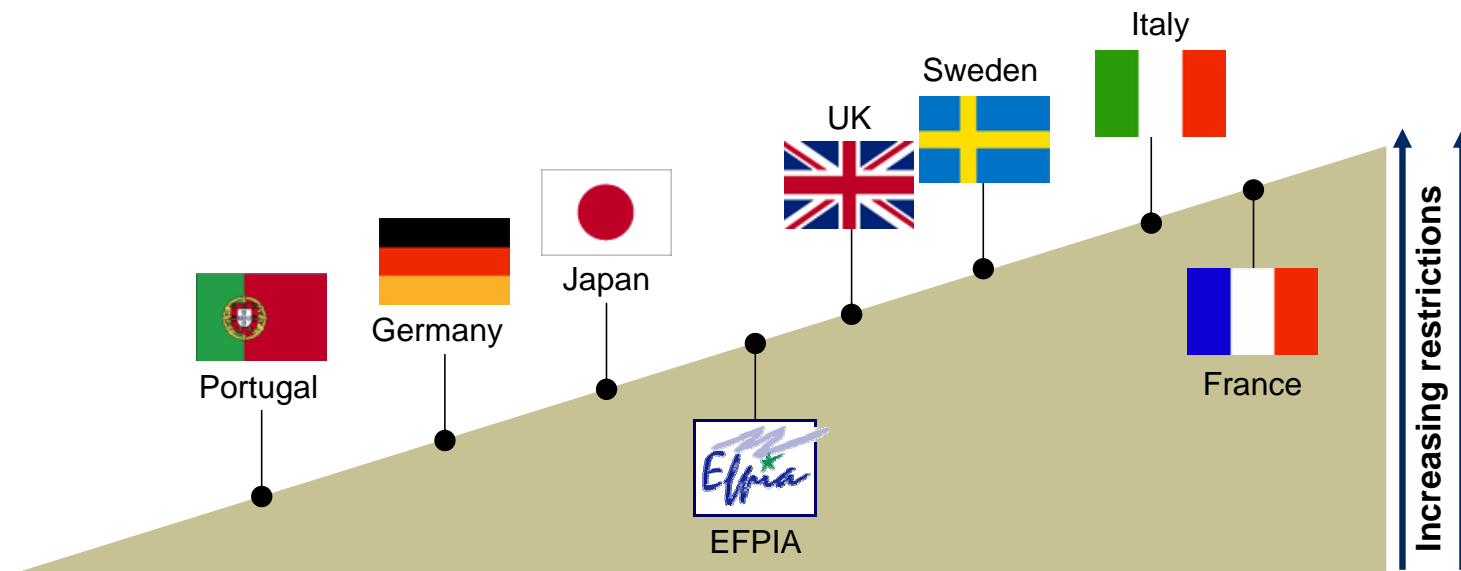 Italy
Sweden
UK
Japan
Germany
Portugal
France
Efpia
EFPIA
Increasing restrictions